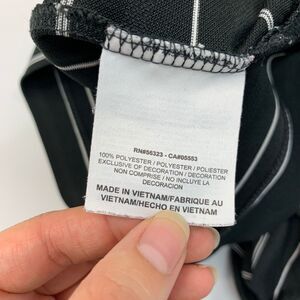 RN#56323 - CA#05553
100% POLYESTER / POLYESTER / POLIESTER
EXCLUSIVE OF DECORATION / DECORATION
NON COMPRISE / NO INCLUYE LA
DECORACION
MADE IN VIETNAM/FABRIQUE AU
VIETNAM/HECHO EN VIETNAM